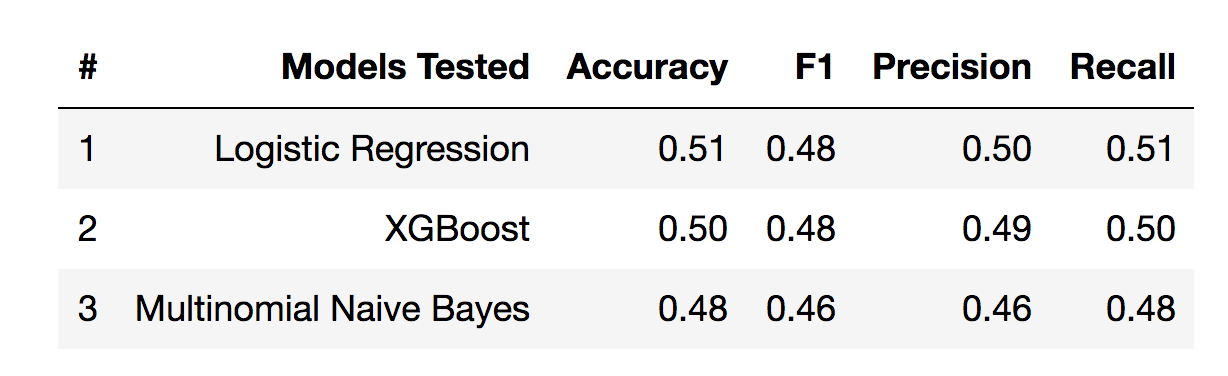 # Models Tested Accuracy F1 Precision Recall
1 Logistic Regression 0.51 0.48 0.50 0.51
2 XGBoost 0.50 0.48 0.49 0.50
3 Multinomial Naive Bayes 0.48 0.46 0.46 0.48